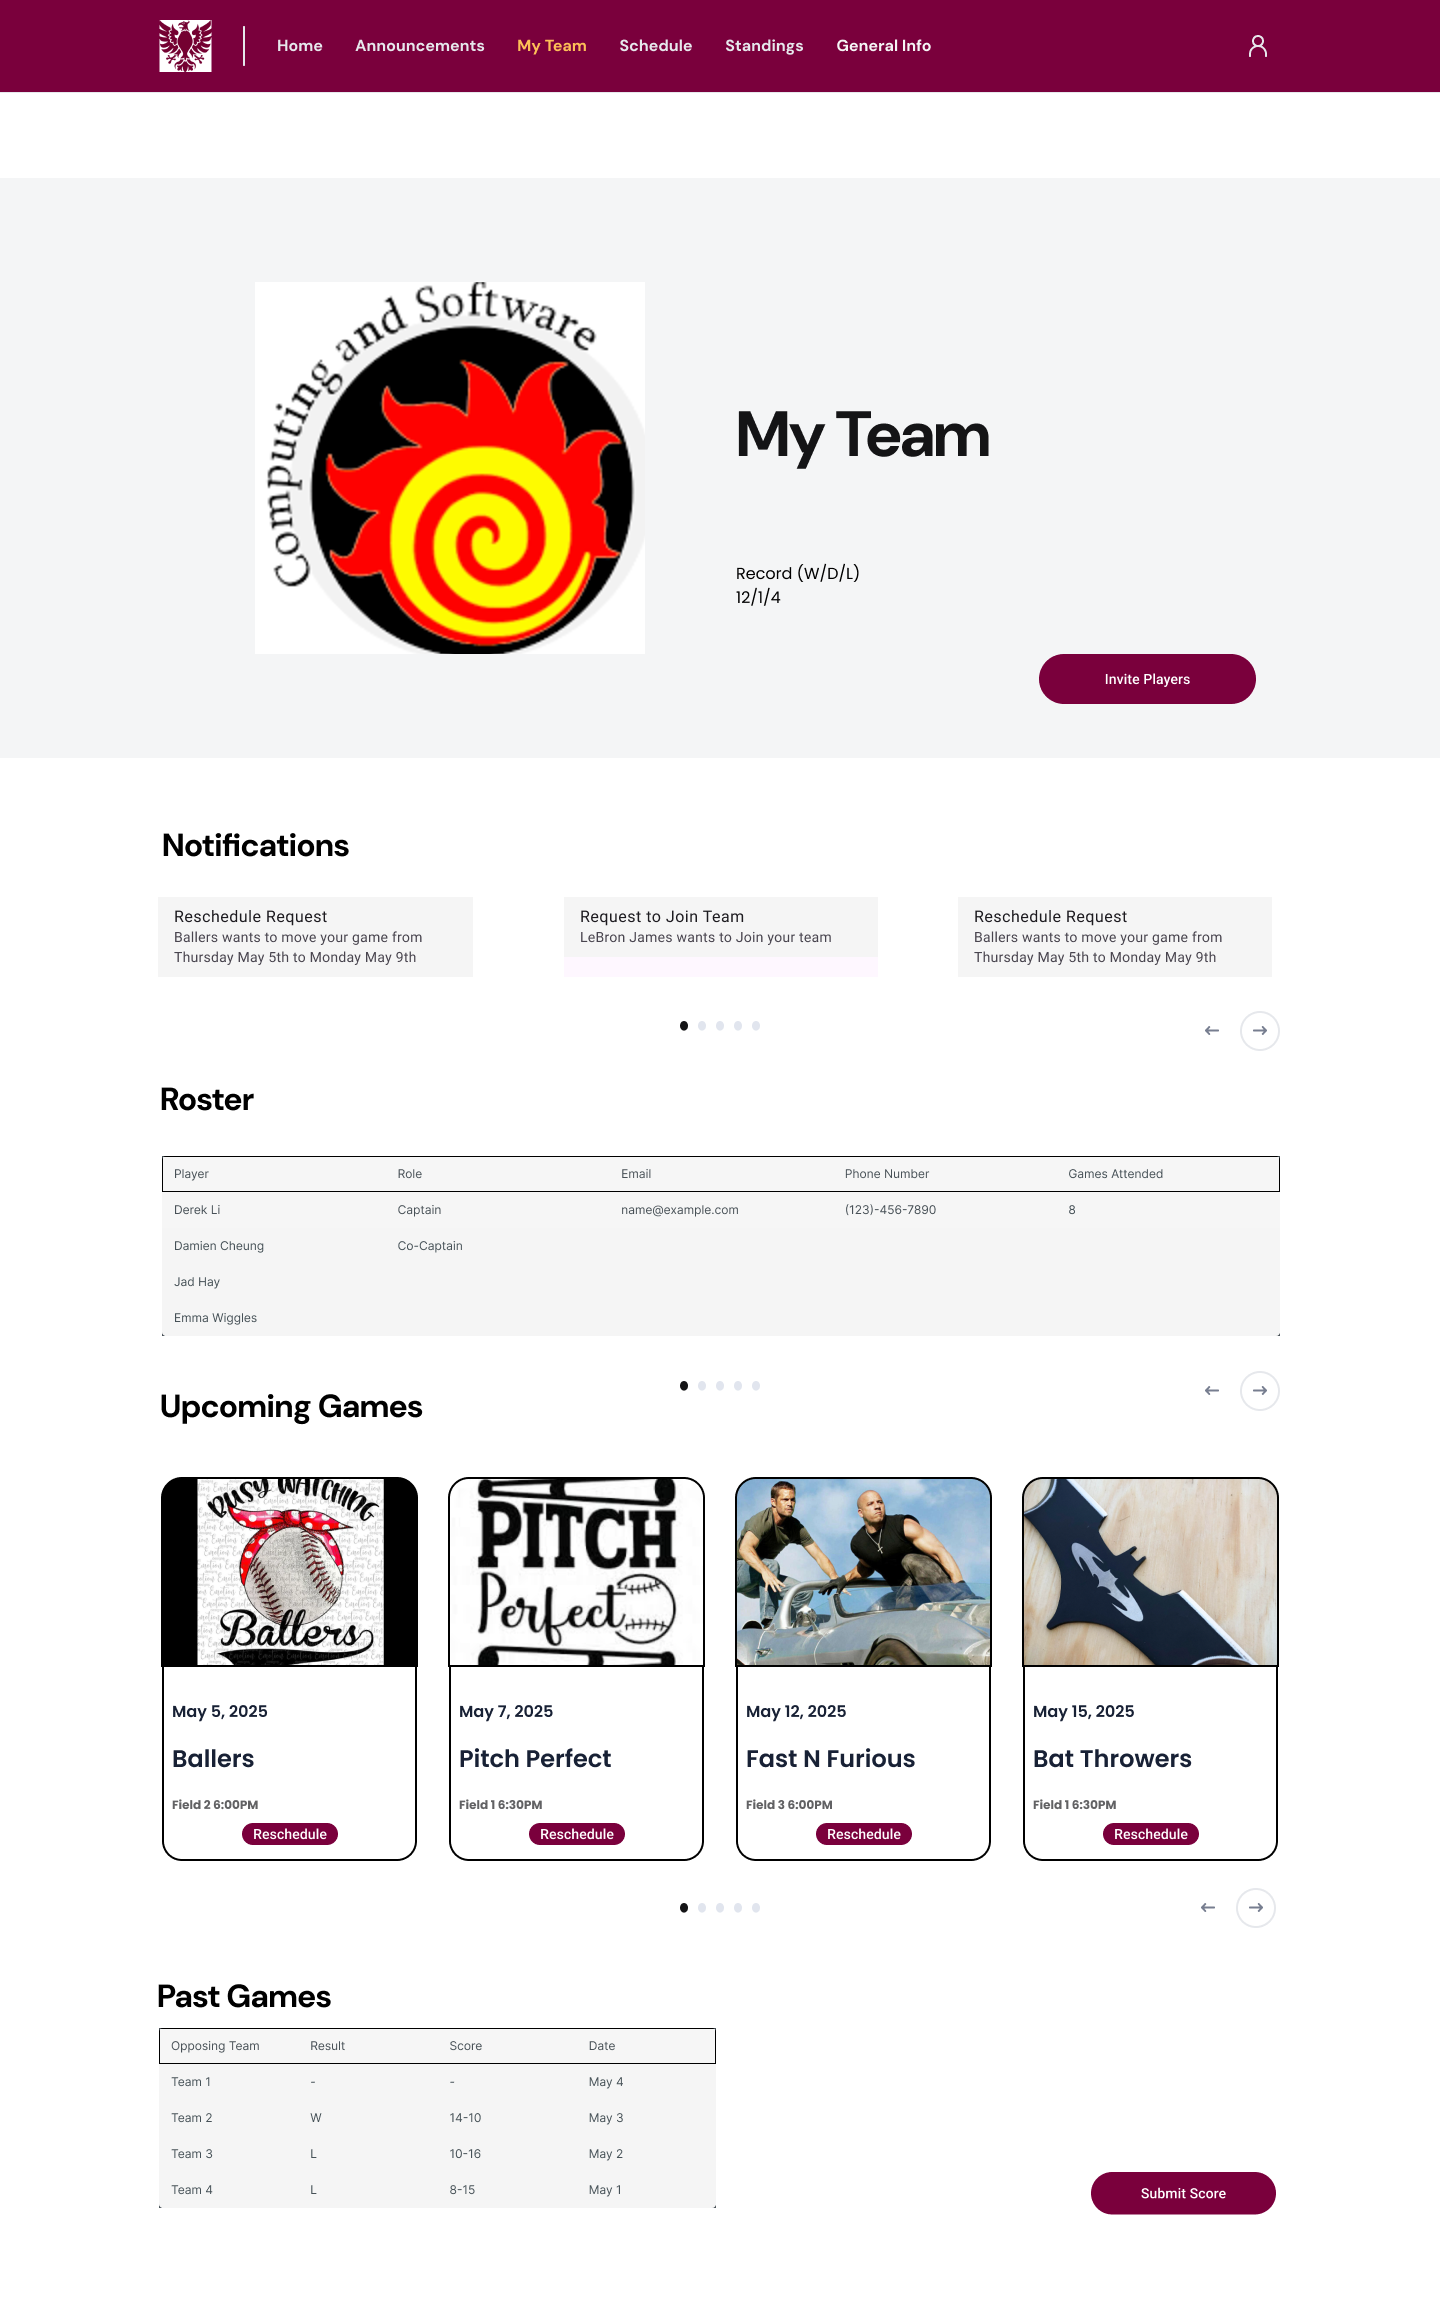 Home Announcements My Team Schedule Standings General Info
Computing and Software
My Team
Record (W/D/L)
12/1/4
Invite Players
Notifications
Reschedule Request
Ballers wants to move your game from
Thursday May 5th to Monday May 9th
Request to Join Team
LeBron James wants to Join your team
Reschedule Request
Ballers wants to move your game from
Thursday May 5th to Monday May 9th
Roster
Player Role Email Phone Number Games Attended
Derek Li Captain name@example.com (123)-456-7890 8
Damien Cheung Co-Captain
Jad Hay
Emma Wiggles
Upcoming Games
BUSY WATCHING
Ballers
May 5, 2025
Ballers
Field 2 6:00PM
Reschedule
PITCH
Perfect
May 7, 2025
Pitch Perfect
Field 1 6:30PM
Reschedule
May 12, 2025
Fast N Furious
Field 3 6:00PM
Reschedule
May 15, 2025
Bat Throwers
Field 1 6:30PM
Reschedule
Past Games
Opposing Team Result Score Date
Team 1 - - May 4
Team 2 W 14-10 May 3
Team 3 L 10-16 May 2
Team 4 L 8-15 May 1
Submit Score